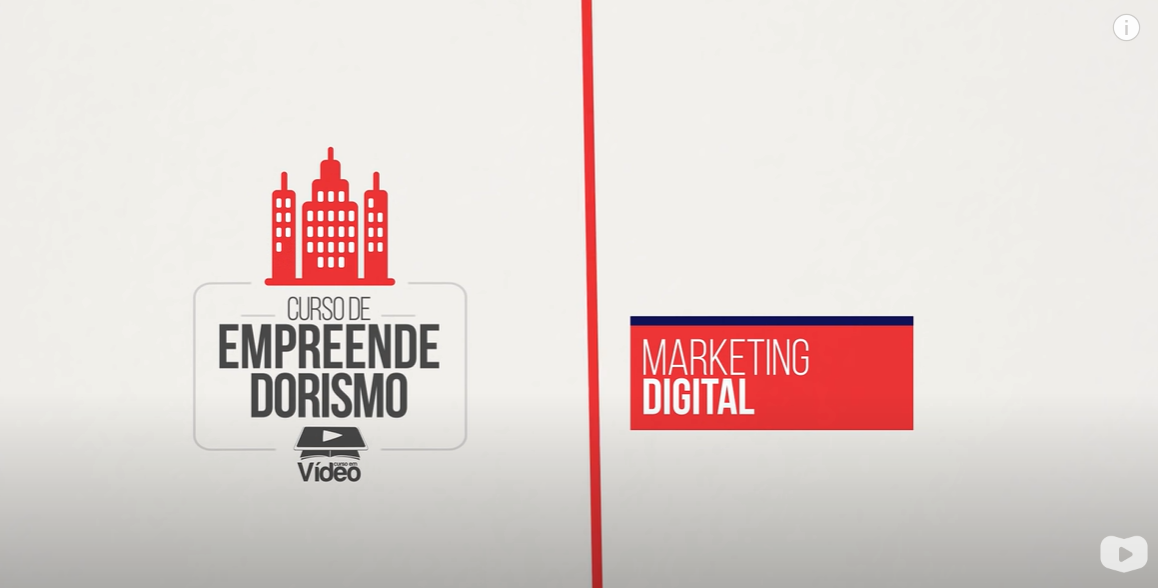 CURSO DE
EMPREENDE
DORISMO
curso em
Vídeo
MARKETING
DIGITAL
i